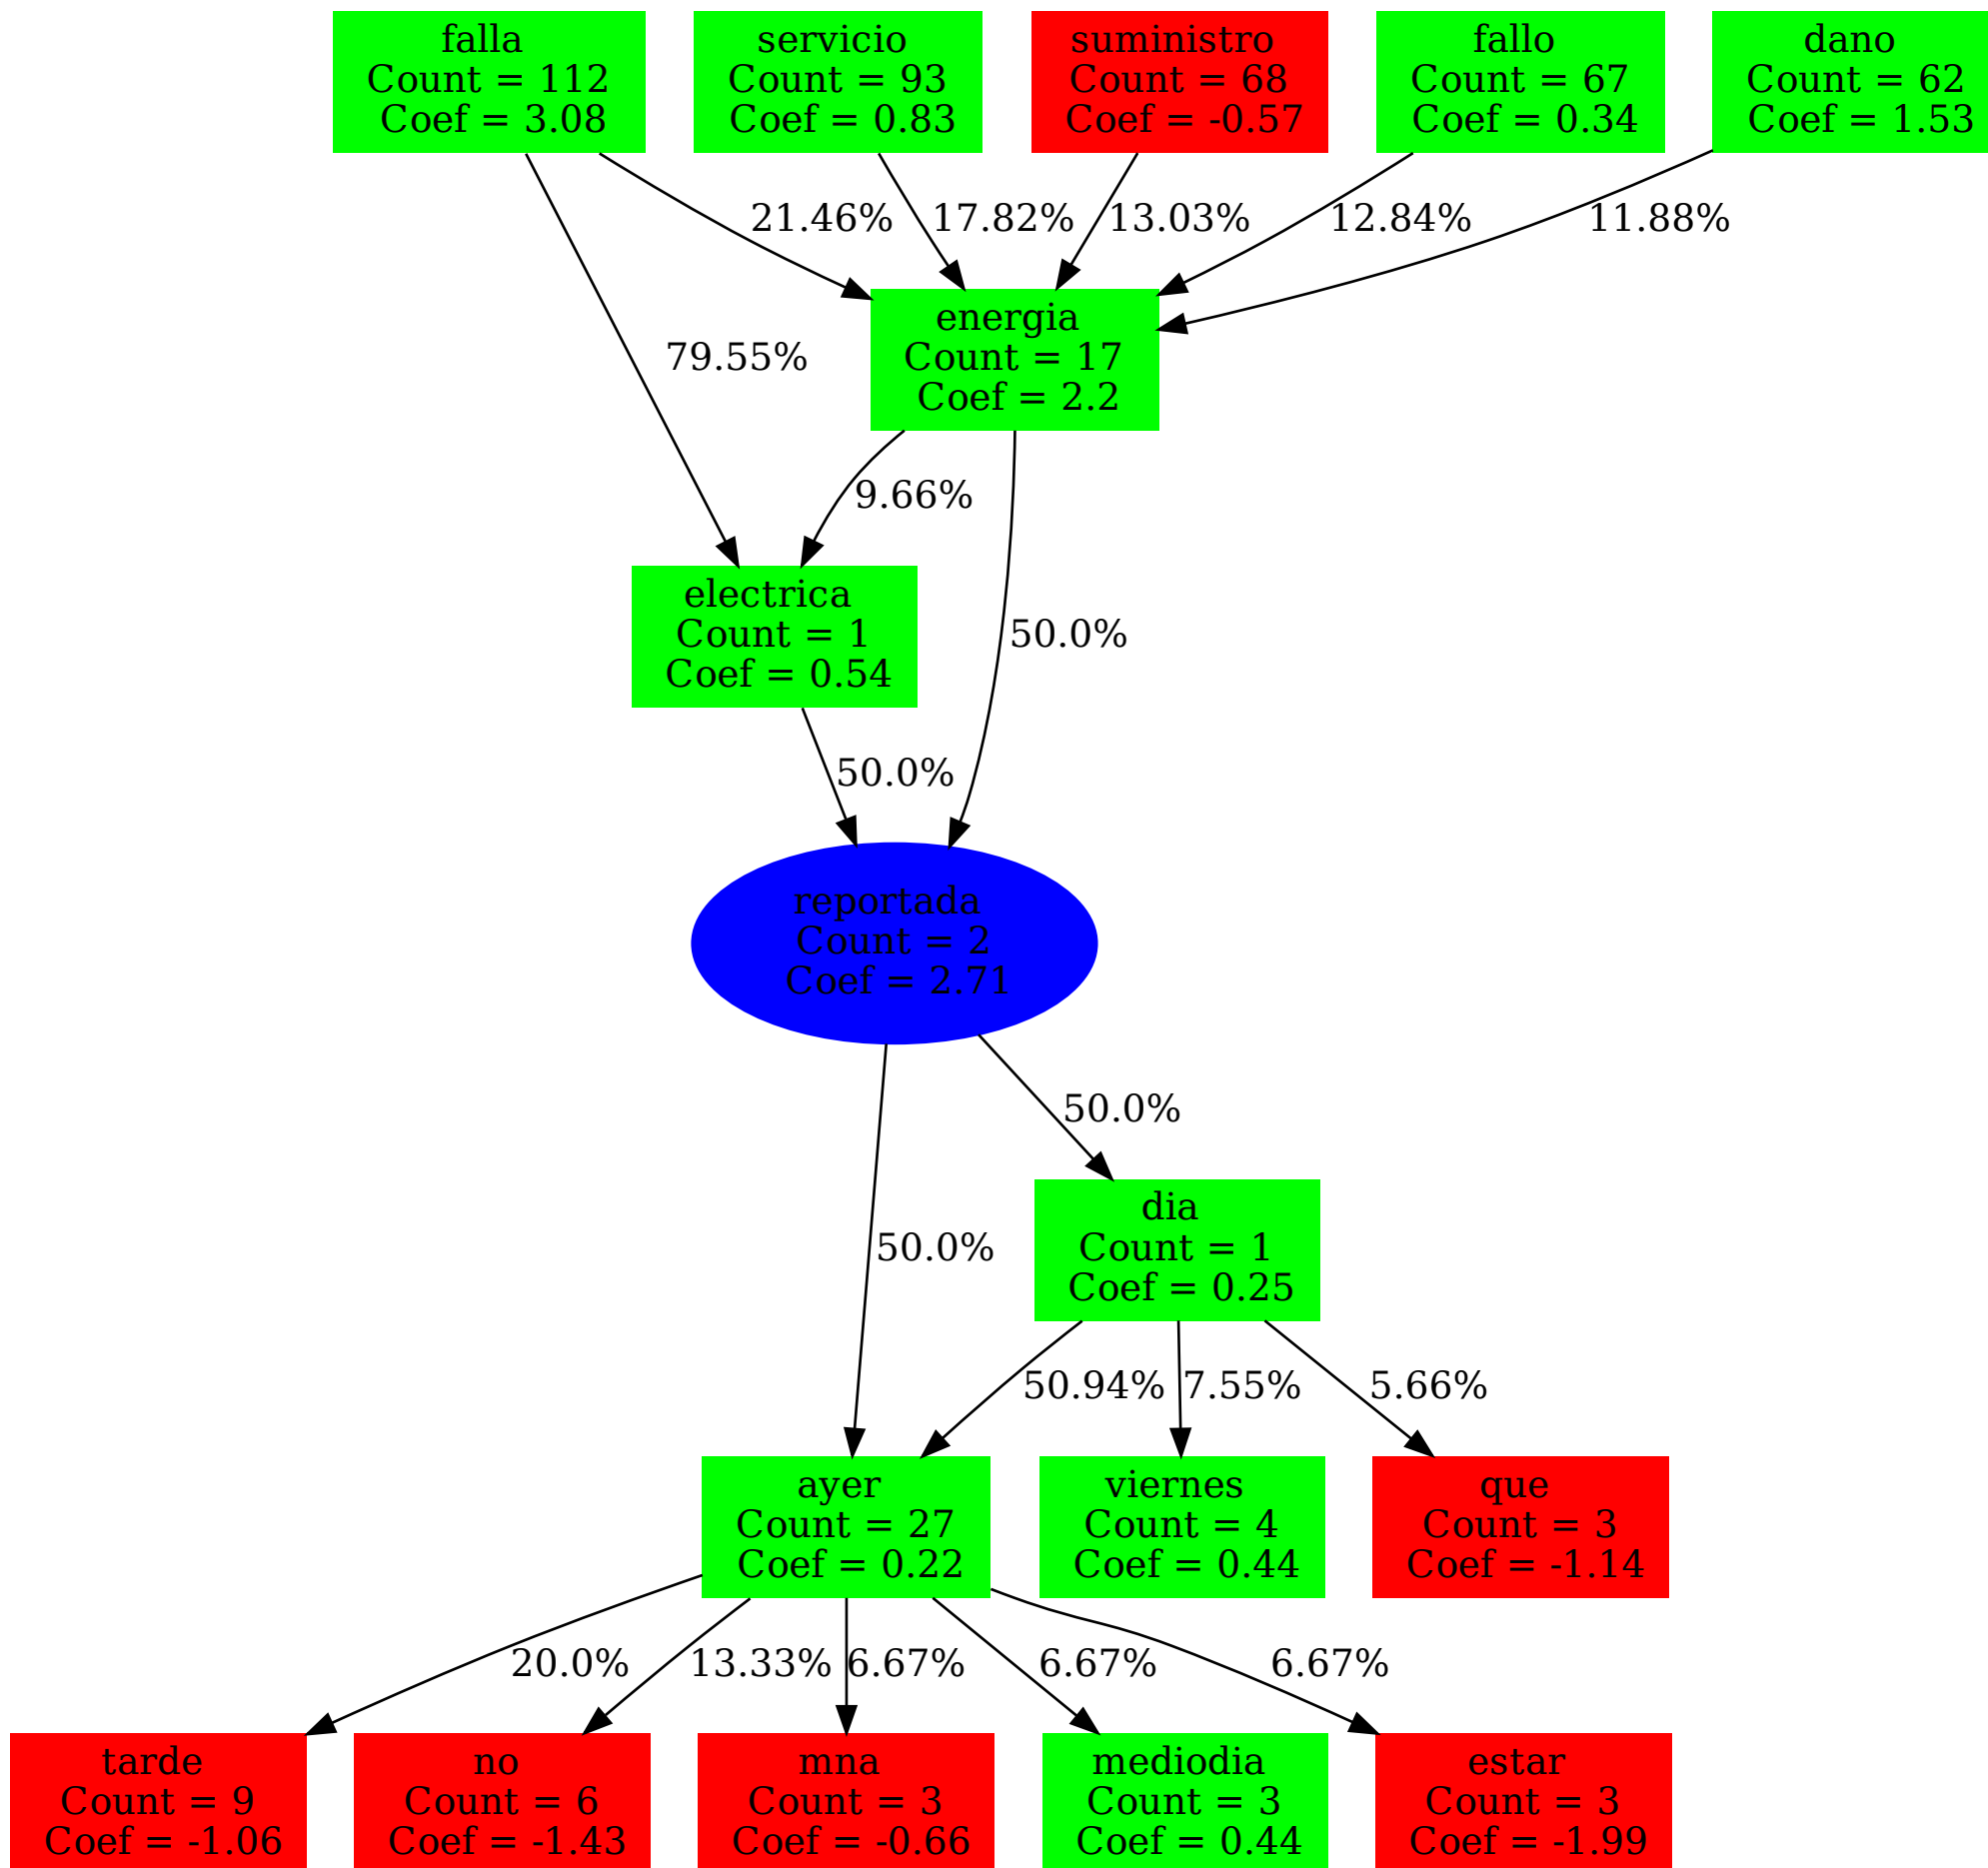 falla
Count = 112
Coef = 3.08
servicio
Count = 93
Coef = 0.83
suministro
Count = 68
Coef = -0.57
fallo
Count = 67
Coef = 0.34
dano
Count = 62
Coef = 1.53
21.46%
17.82%
13.03%
12.84%
11.88%
energia
Count = 17
Coef = 2.2
79.55%
9.66%
electrica
Count = 1
Coef = 0.54
50.0%
50.0%
reportada
Count = 2
Coef = 2.71
50.0%
dia
Count = 1
Coef = 0.25
50.0%
50.94%
7.55%
5.66%
ayer
Count = 27
Coef = 0.22
viernes
Count = 4
Coef = 0.44
que
Count = 3
Coef = -1.14
20.0%
13.33%
6.67%
6.67%
6.67%
tarde
Count = 9
Coef = -1.06
no
Count = 6
Coef = -1.43
mna
Count = 3
Coef = -0.66
mediodia
Count = 3
Coef = 0.44
estar
Count = 3
Coef = -1.99